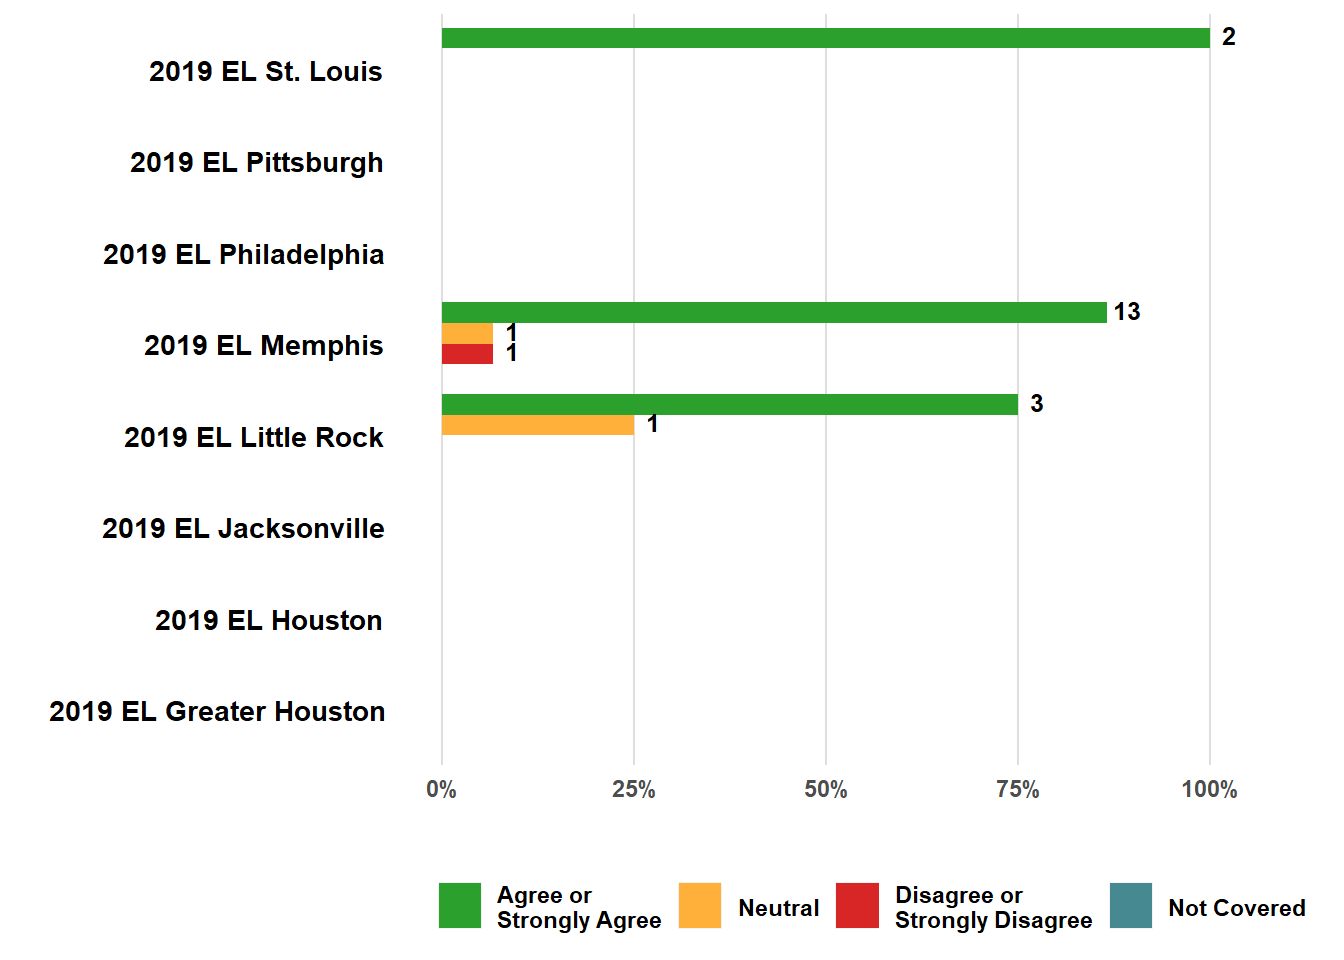 2
2019 EL St. Louis
2019 EL Pittsburgh
2019 EL Philadelphia
13
1
2019 EL Memphis
1
3
1
2019 EL Little Rock
2019 EL Jacksonville
2019 EL Houston
2019 EL Greater Houston
0% 25% 50% 75% 100%
Agree or
Strongly Agree
Neutral
Disagree or
Strongly Disagree
Not Covered